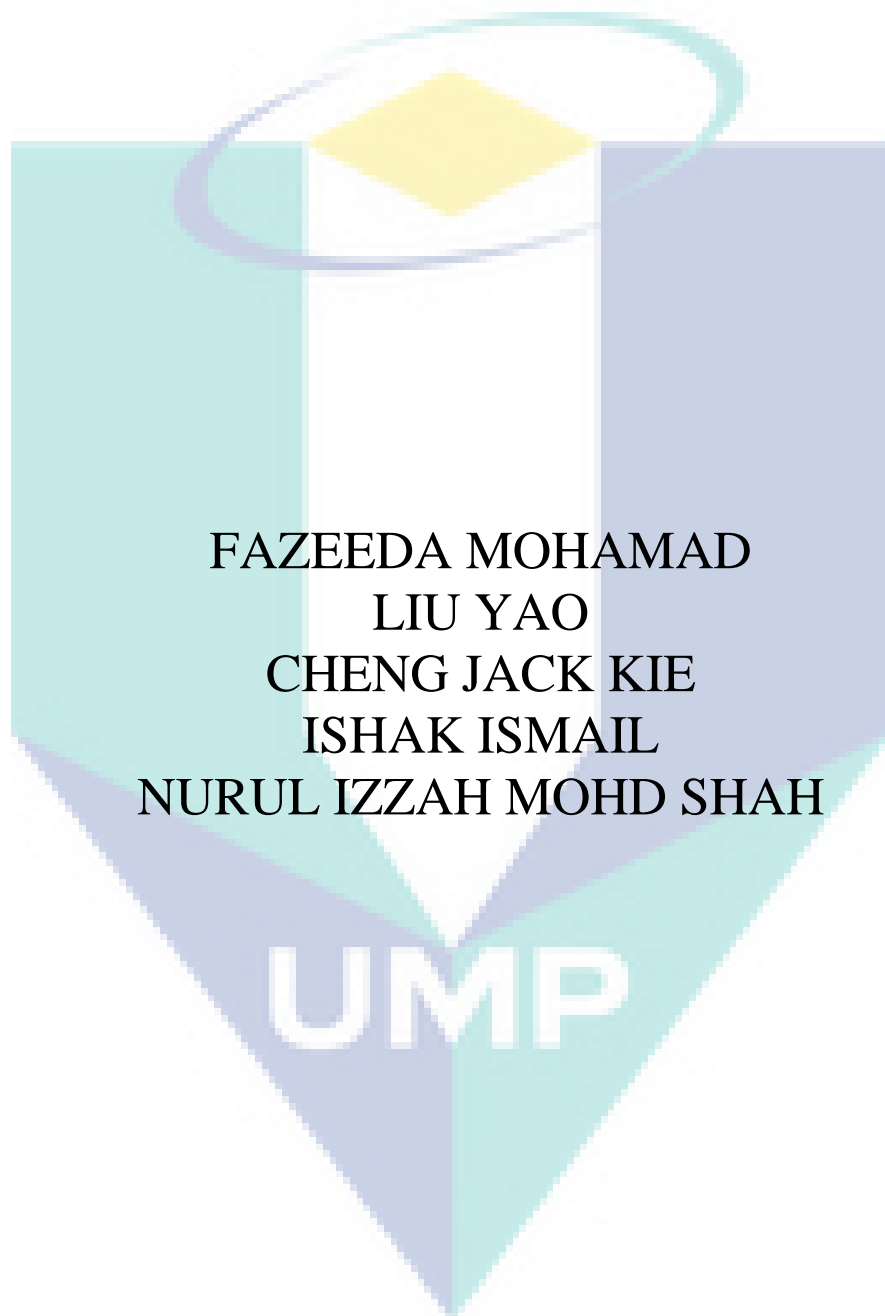 FAZEEDA MOHAMAD
LIU YAO
CHENG JACK KIE
ISHAK ISMAIL
NURUL IZZAH MOHD SHAH
UMP